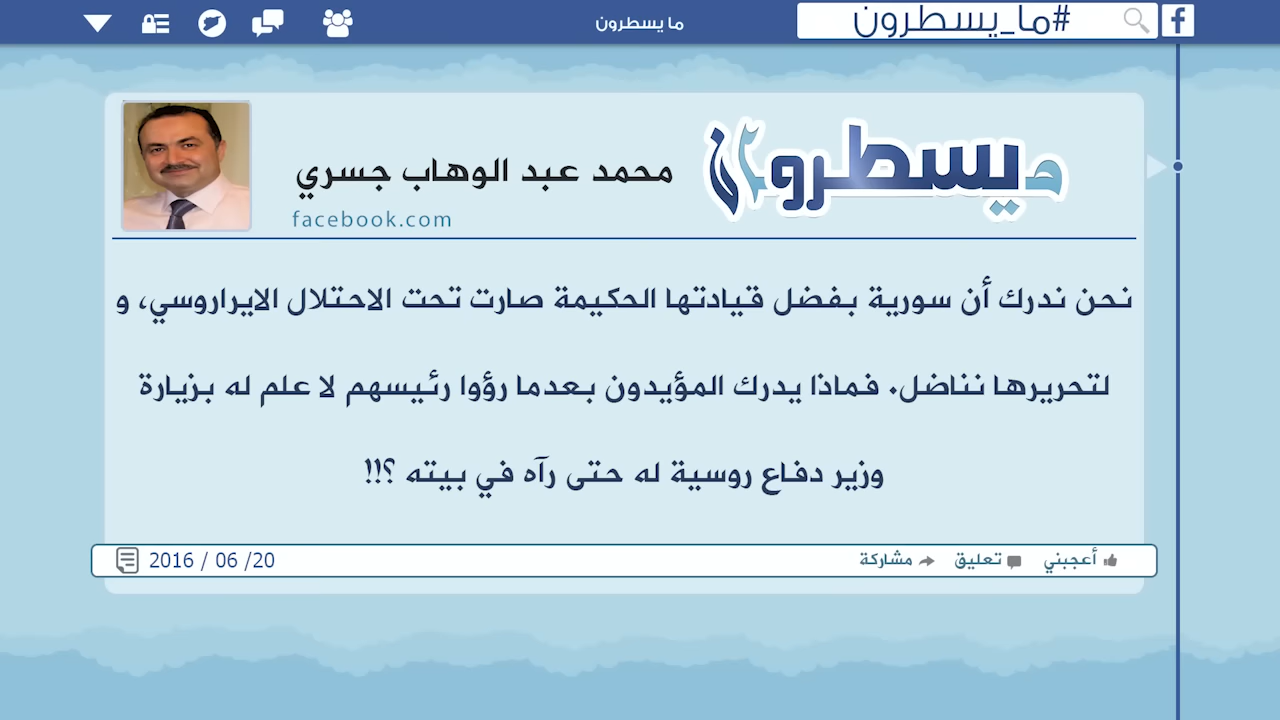 #ما_يسطرون
ما يسطرون
ما يسطرون
محمد عبد الوهاب جسري
facebook.com
نحن ندرك أن سورية بفضل قيادتها الحكيمة صارت تحت الاحتلال الايراروسي، و
لتحريرها نناضل. فماذا يدرك المؤيدون بعدما رؤوا رئيسهم لا علم له بزيارة
وزير دفاع روسية له حتى رآه في بيته ؟!!
أعجبني تعليق مشاركة 2016 / 06 /20